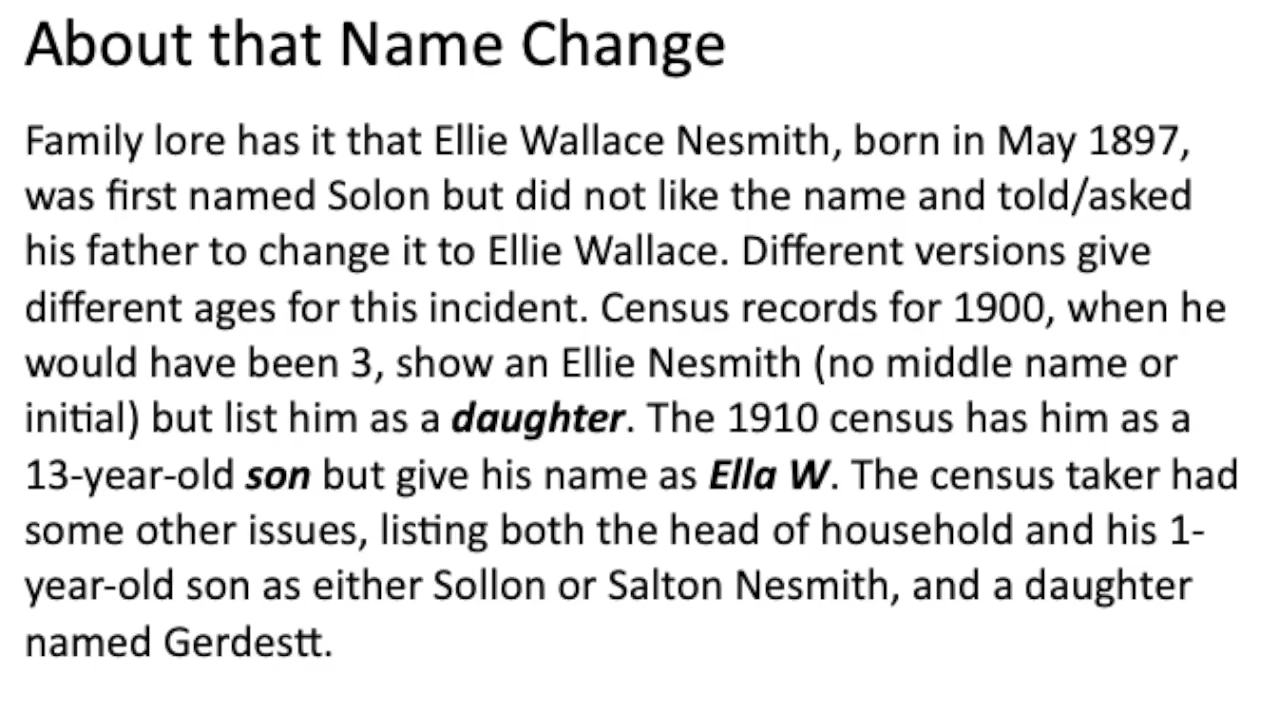 About that Name Change
Family lore has it that Ellie Wallace Nesmith, born in May 1897,
was first named Solon but did not like the name and told/asked
his father to change it to Ellie Wallace. Different versions give
different ages for this incident. Census records for 1900, when he
would have been 3, show an Ellie Nesmith (no middle name or
initial) but list him as a daughter. The 1910 census has him as a
13-year-old son but give his name as Ella W. The census taker had
some other issues, listing both the head of household and his 1-
year-old son as either Sollon or Salton Nesmith, and a daughter
named Gerdestt.